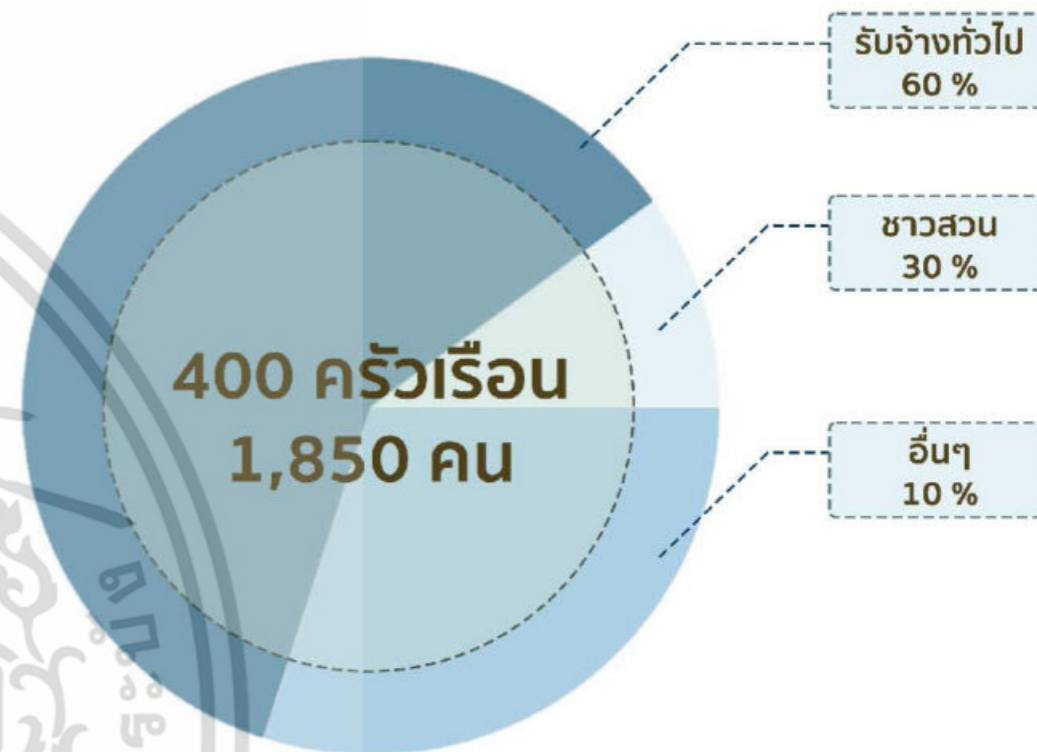 รับจ้างทั่วไป
60 %
ชาวสวน
30 %
400 ครัวเรือน
1,850 คน
อื่นๆ
10 %